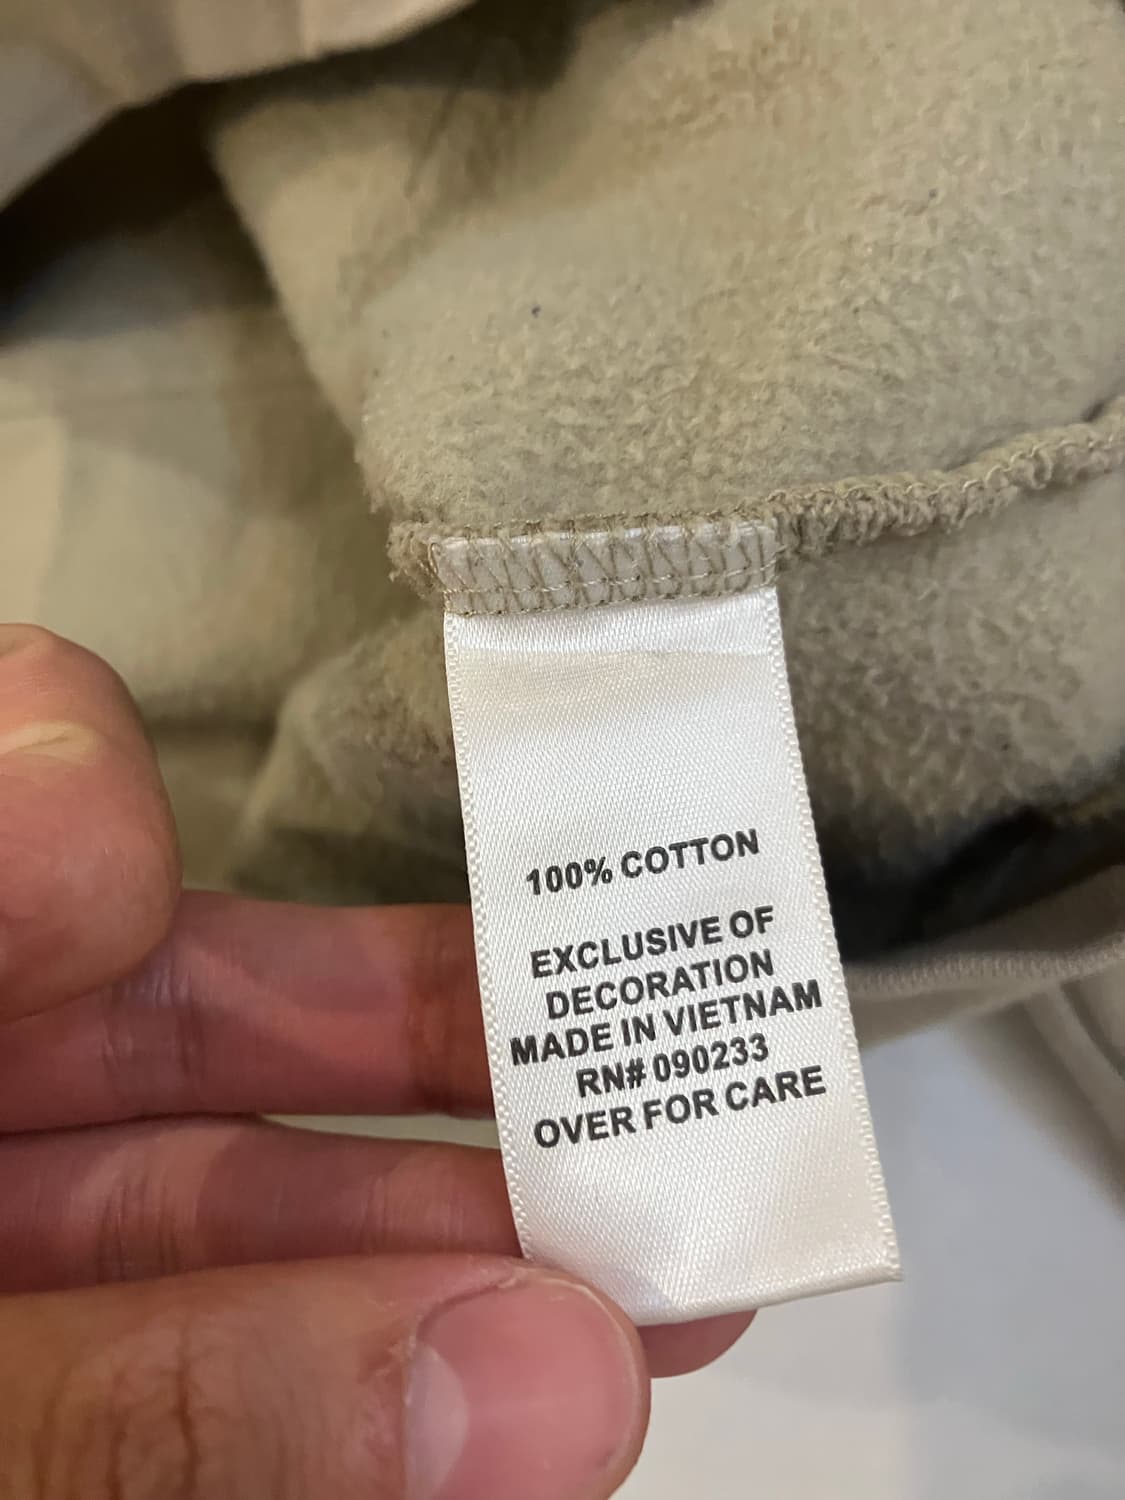 100% COTTON
EXCLUSIVE OF
DECORATION
MADE IN VIETNAM
RN# 090233
OVER FOR CARE